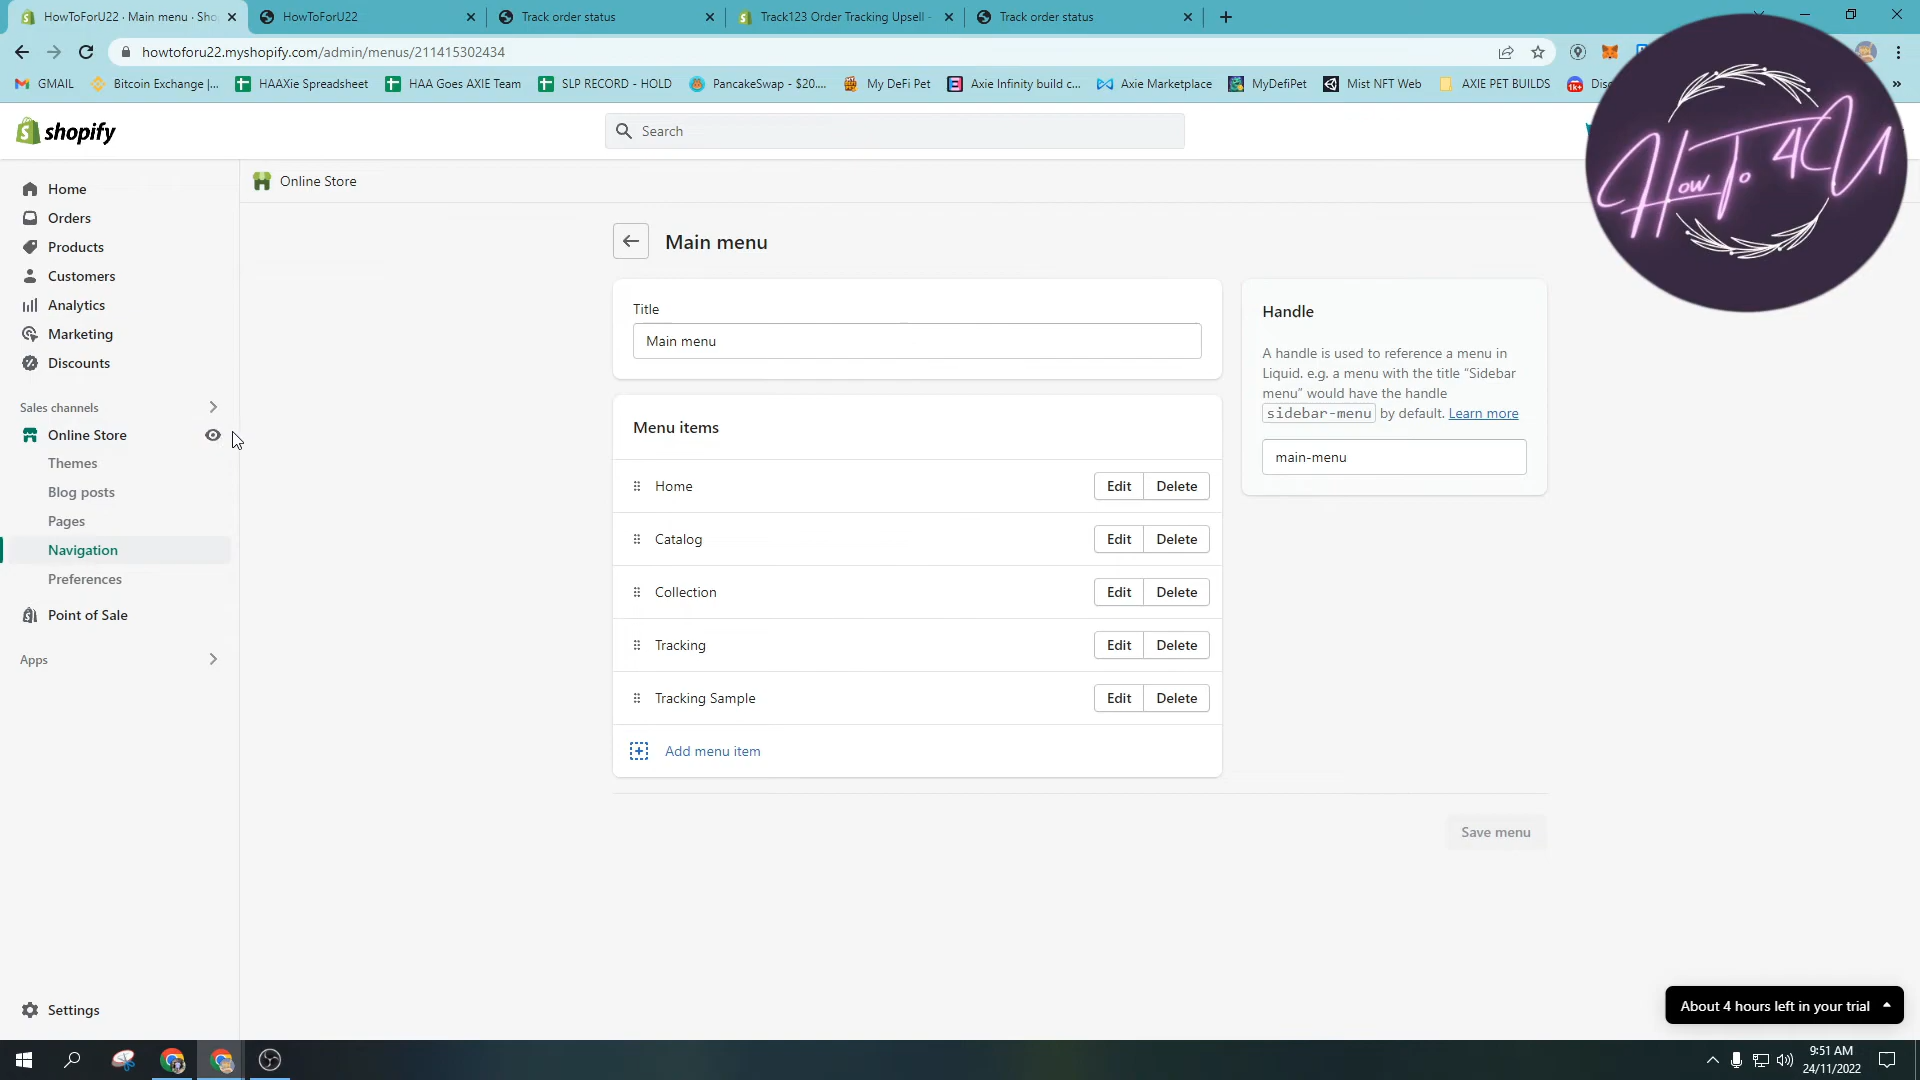 HowToForU22 · Main menu · Sho
HowToForU22
Track order status
Track123 Order Tracking Upsell -
Track order status
howtoforu22.myshopify.com/admin/menus/211415302434
GMAIL
Bitcoin Exchange |...
HAAXie Spreadsheet
HAA Goes AXIE Team
SLP RECORD - HOLD
PancakeSwap - $20....
My DeFi Pet
Axie Infinity build c...
Axie Marketplace
MyDefiPet
Mist NFT Web
AXIE PET BUILDS
1k+
shopify
Search
How To 4U
Home
Orders
Products
Customers
Analytics
Marketing
Discounts
Sales channels
Online Store
Themes
Blog posts
Pages
Navigation
Preferences
Point of Sale
Apps
Settings
Online Store
Main menu
Title
Main menu
Menu items
Home Edit Delete
Catalog Edit Delete
Collection Edit Delete
Tracking Edit Delete
Tracking Sample Edit Delete
Add menu item
Handle
A handle is used to reference a menu in
Liquid. e.g. a menu with the title “Sidebar
menu” would have the handle
sidebar-menu by default. Learn more
main-menu
Save menu
About 4 hours left in your trial
9:51 AM
24/11/2022